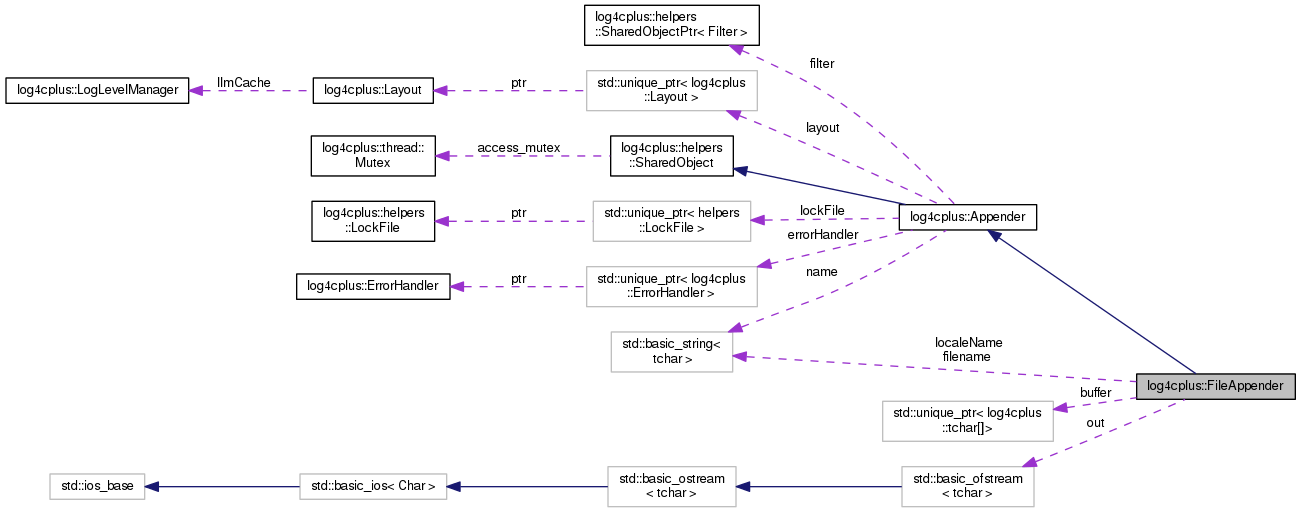 log4cplus::helpers
::SharedObjectPtr< Filter >
filter
log4cplus::LogLevelManager
llmCache
log4cplus::Layout
ptr
std::unique_ptr< log4cplus
::Layout >
layout
log4cplus::thread::
Mutex
access_mutex
log4cplus::helpers
::SharedObject
log4cplus::helpers
::LockFile
ptr
std::unique_ptr< helpers
::LockFile >
lockFile
log4cplus::Appender
errorHandler
log4cplus::ErrorHandler
ptr
std::unique_ptr< log4cplus
::ErrorHandler >
name
std::basic_string<
tchar >
localeName
filename
log4cplus::FileAppender
buffer
std::unique_ptr< log4cplus
::tchar[]>
out
std::ios_base
std::basic_ios< Char >
std::basic_ostream
< tchar >
std::basic_ofstream
< tchar >